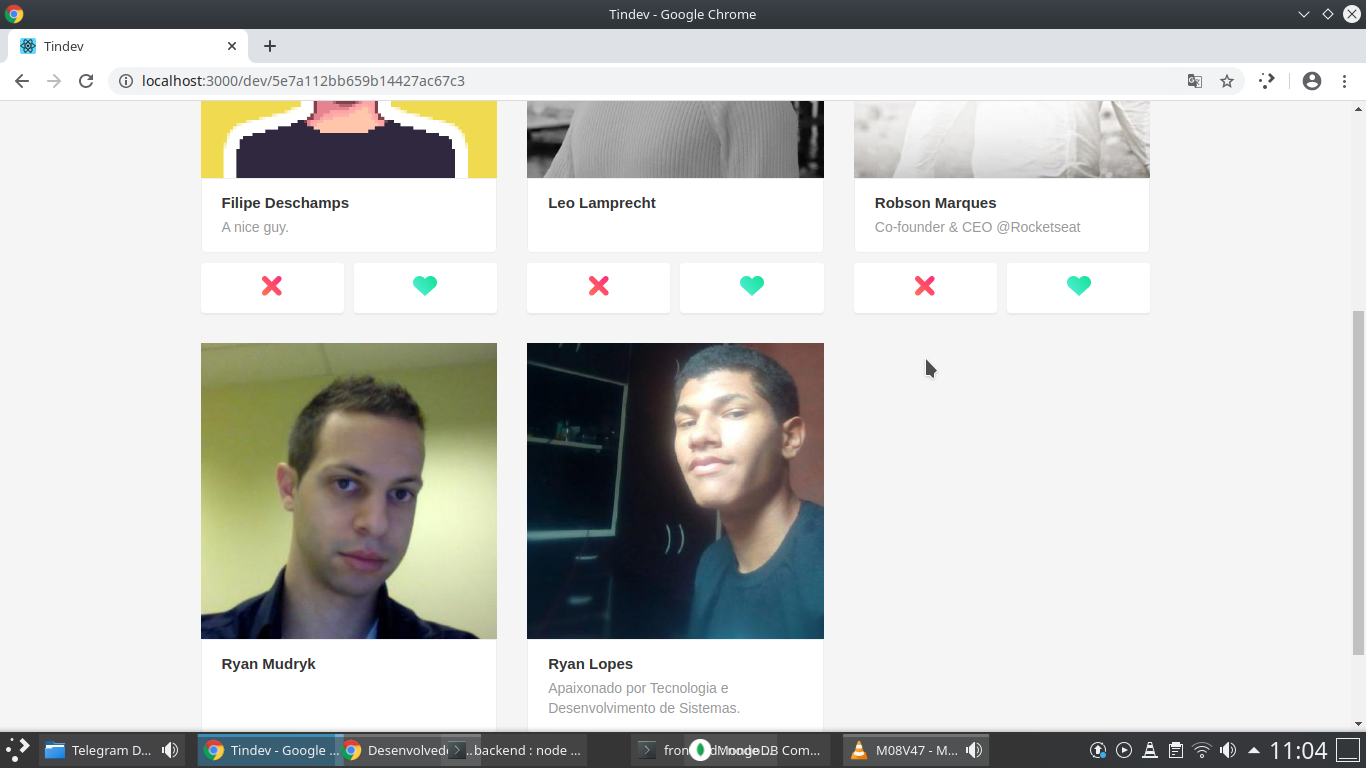 Tindev - Google Chrome
Tindev
localhost:3000/dev/5e7a112bb659b14427ac67c3
Filipe Deschamps
A nice guy.
Leo Lamprecht
Robson Marques
Co-founder & CEO @Rocketseat
Ryan Mudryk
Ryan Lopes
Apaixonado por Tecnologia e
Desenvolvimento de Sistemas.
Telegram D...
Tindev - Google ...
Desenvolvedo
...backend : node ...
MongoDB Com...
M08V47 - M...
11:04